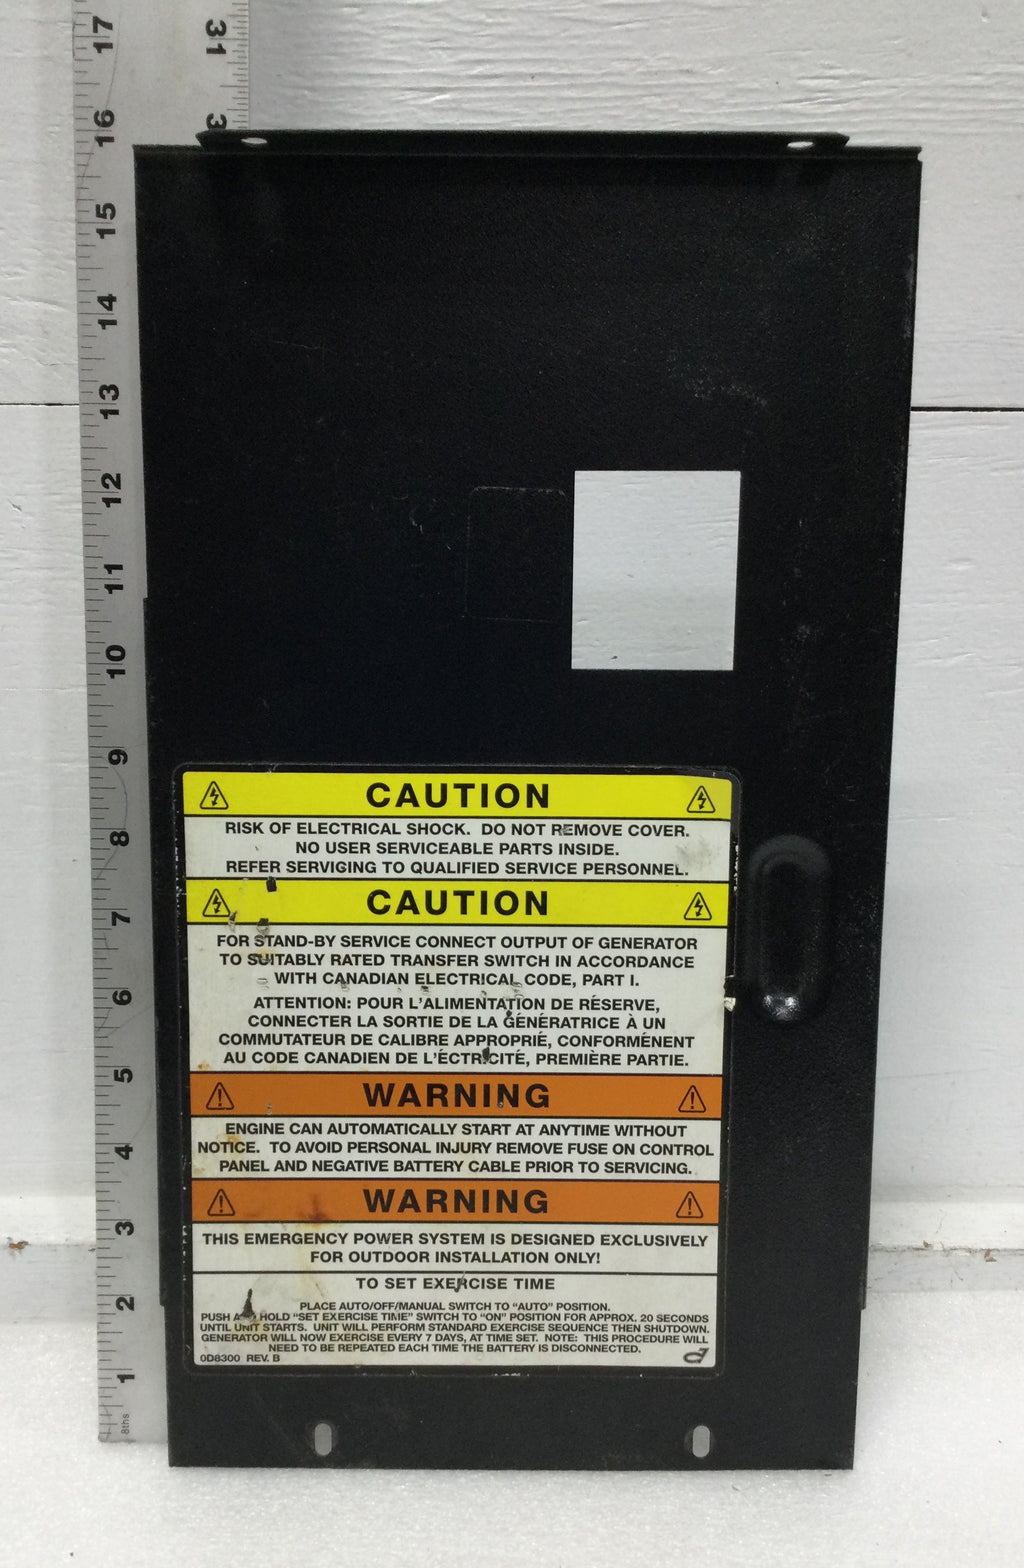 17
31
16
3
15
14
13
12
11
10
9
8
7
6
5
4
3
2
1
8ths
CAUTION
RISK OF ELECTRICAL SHOCK. DO NOT REMOVE COVER.
NO USER SERVICEABLE PARTS INSIDE.
REFER SERVICING TO QUALIFIED SERVICE PERSONNEL.
CAUTION
FOR STAND-BY SERVICE CONNECT OUTPUT OF GENERATOR
TO SUITABLY RATED TRANSFER SWITCH IN ACCORDANCE
WITH CANADIAN ELECTRICAL CODE, PART I.
ATTENTION: POUR L'ALIMENTATION DE RÉSERVE,
CONNECTER LA SORTIE DE LA GÉNÉRATRICE À UN
COMMUTATEUR DE CALIBRE APPROPRIÉ, CONFORMÉNENT
AU CODE CANADIEN DE L'ÉCTRICITÉ, PREMIÈRE PARTIE.
WARNING
ENGINE CAN AUTOMATICALLY START AT ANYTIME WITHOUT
NOTICE. TO AVOID PERSONAL INJURY REMOVE FUSE ON CONTROL
PANEL AND NEGATIVE BATTERY CABLE PRIOR TO SERVICING.
WARNING
THIS EMERGENCY POWER SYSTEM IS DESIGNED EXCLUSIVELY
FOR OUTDOOR INSTALLATION ONLY!
TO SET EXERCISE TIME
PLACE AUTO/OFF/MANUAL SWITCH TO "AUTO" POSITION.
PUSH AND HOLD "SET EXERCISE TIME" SWITCH TO "ON" POSITION FOR APPROX. 20 SECONDS
UNTIL UNIT STARTS. UNIT WILL PERFORM STANDARD EXERCISE SEQUENCE THEN SHUTDOWN.
GENERATOR WILL NOW EXERCISE EVERY 7 DAYS, AT TIME SET. NOTE: THIS PROCEDURE WILL
NEED TO BE REPEATED EACH TIME THE BATTERY IS DISCONNECTED.
0D8300 REV. B